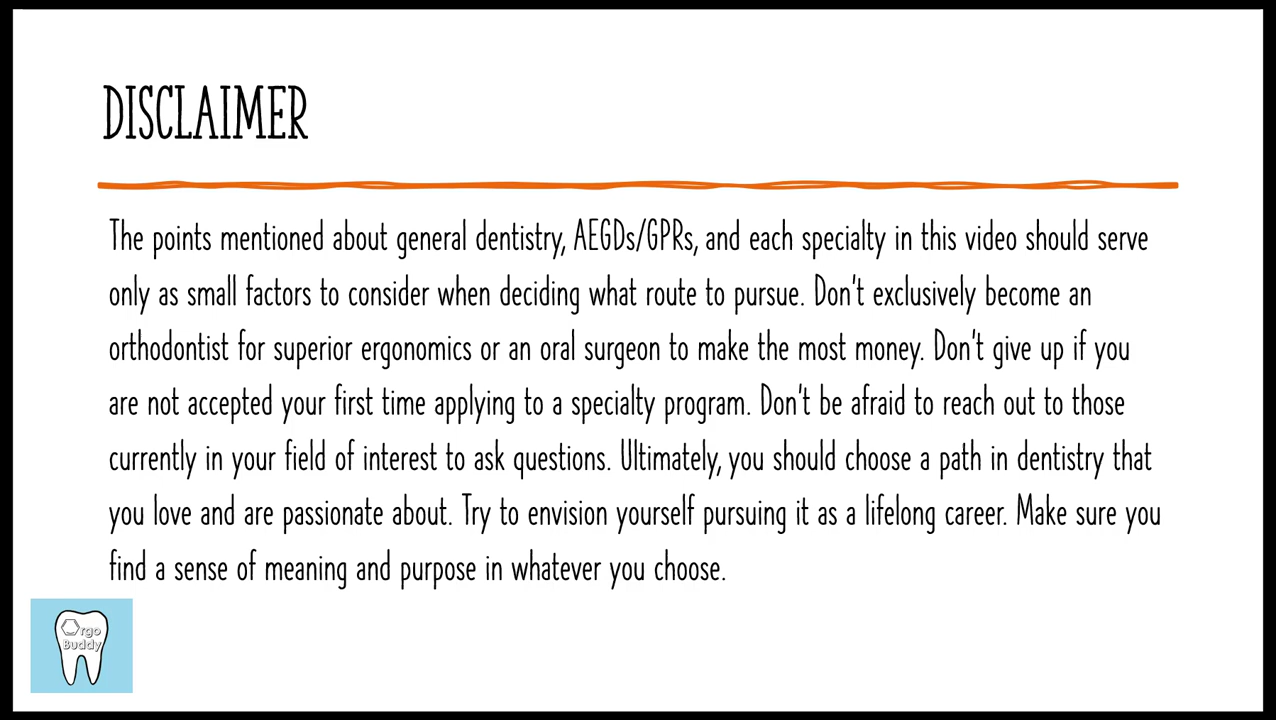 DISCLAIMER
The points mentioned about general dentistry, AEGDs/GPRs, and each specialty in this video should serve
only as small factors to consider when deciding what route to pursue. Don't exclusively become an
orthodontist for superior ergonomics or an oral surgeon to make the most money. Don't give up if you
are not accepted your first time applying to a specialty program. Don't be afraid to reach out to those
currently in your field of interest to ask questions. Ultimately, you should choose a path in dentistry that
you love and are passionate about. Try to envision yourself pursuing it as a lifelong career. Make sure you
find a sense of meaning and purpose in whatever you choose.
Orgo
Buddy